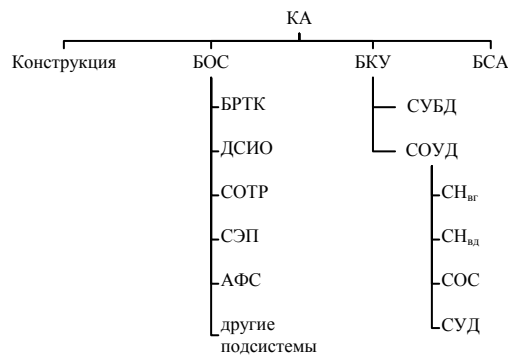 КА
Конструкция БОС БКУ БСА
БРТК СУБД
ДСИО СОУД
СОТР СНвг
СЭП СНвд
АФС СОС
другие СУД
подсистемы